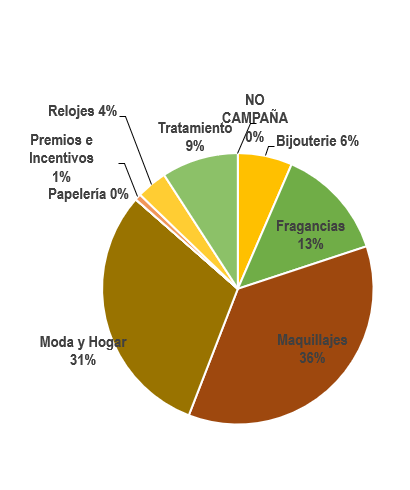 NO
CAMPAÑA
0%
Bijouterie 6%
Fragancias
13%
Maquillajes
36%
Moda y Hogar
31%
Papelería 0%
Premios e
Incentivos
1%
Relojes 4%
Tratamiento
9%